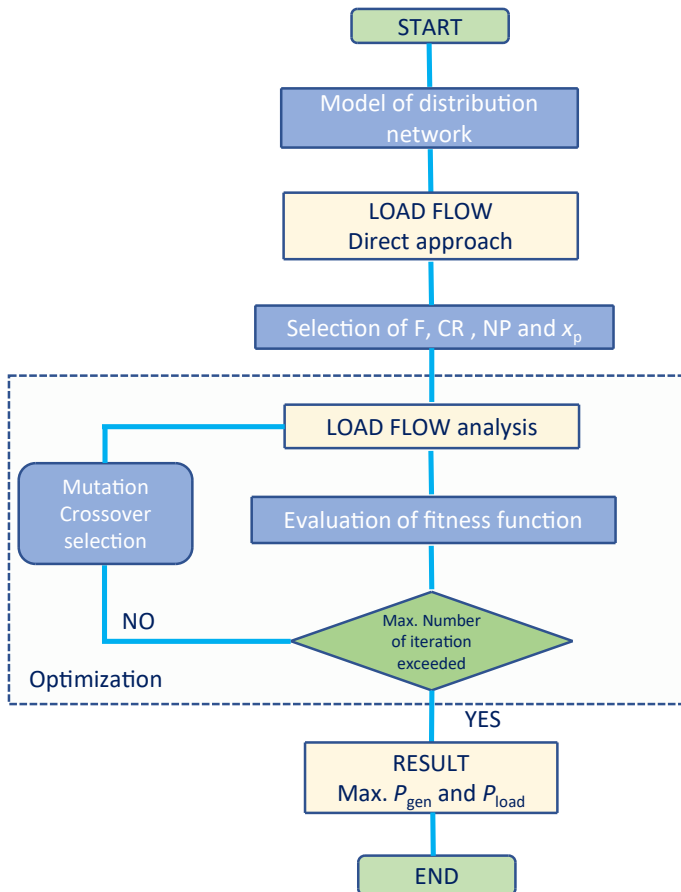 START
Model of distribution
network
LOAD FLOW
Direct approach
Selection of F, CR , NP and xp
LOAD FLOW analysis
Mutation
Crossover
selection
Evaluation of fitness function
NO
Max. Number
of iteration
exceeded
Optimization
YES
RESULT
Max. Pgen and Pload
END